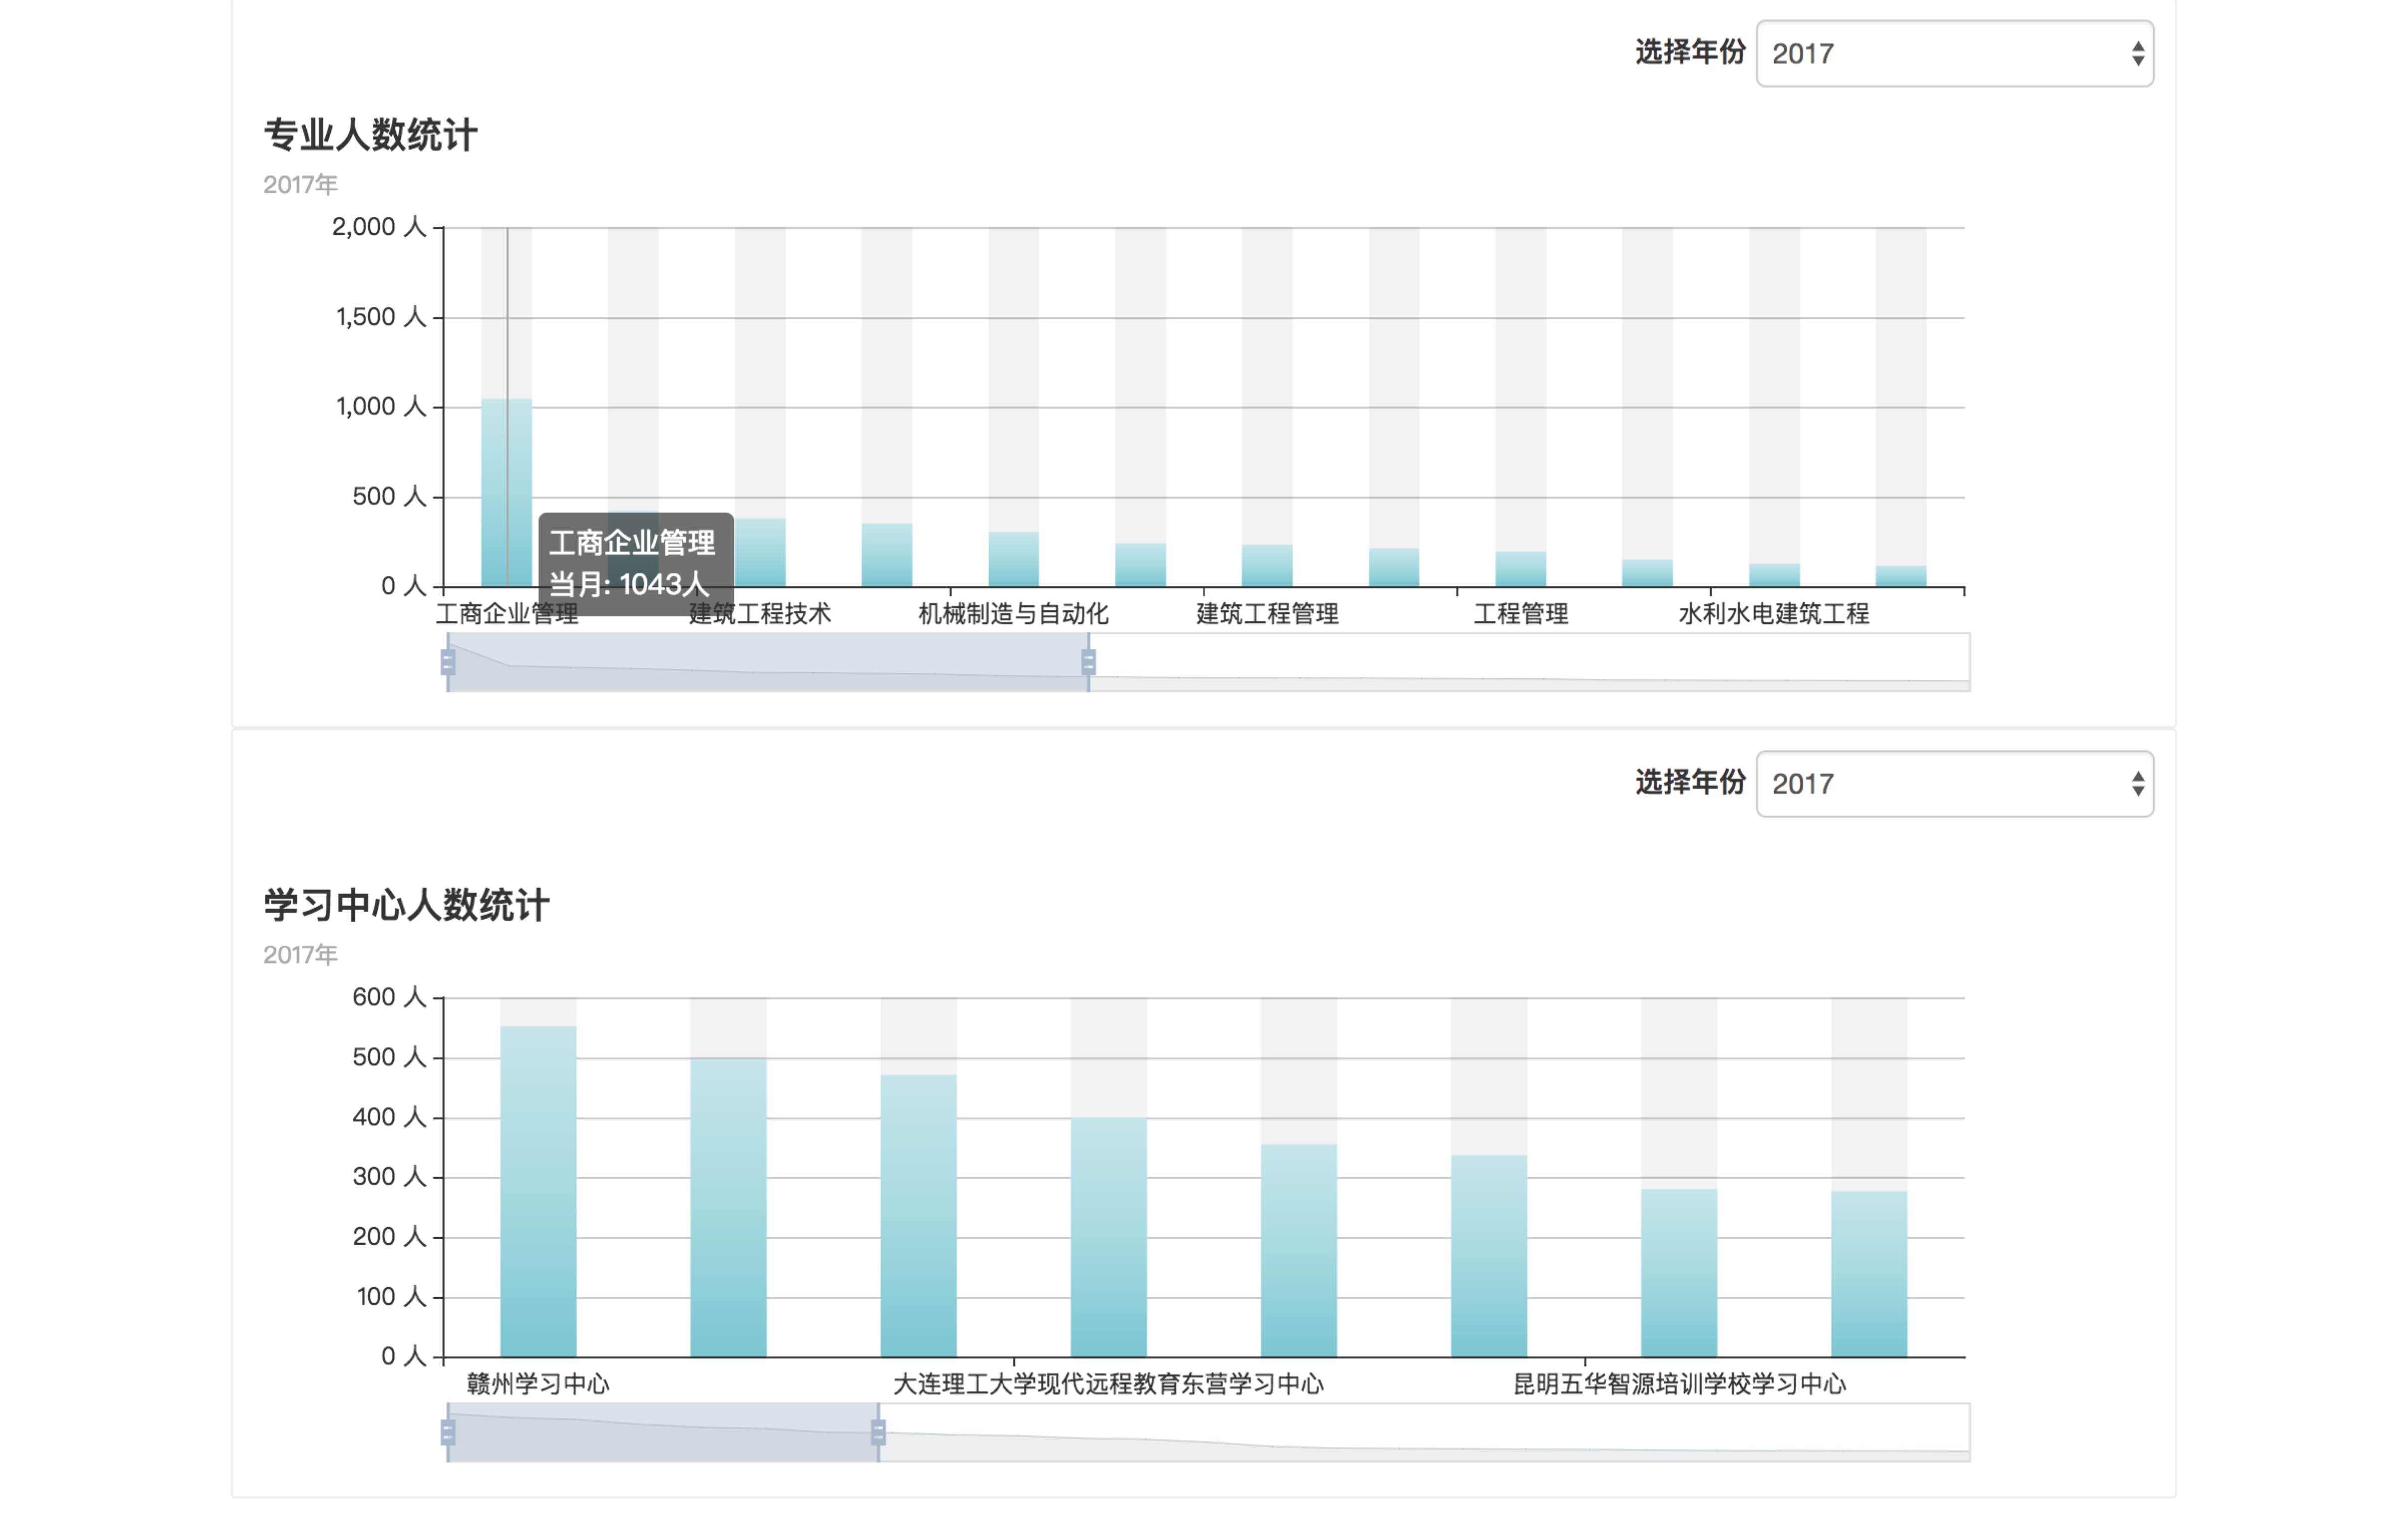 选择年份 2017
专业人数统计
2017年
2,000 人
1,500 人
1,000 人
500 人
0 人
工商企业管理
当月: 1043人
工商企业管理 建筑工程技术 机械制造与自动化 建筑工程管理 工程管理 水利水电建筑工程
选择年份 2017
学习中心人数统计
2017年
600 人
500 人
400 人
300 人
200 人
100 人
0 人
赣州学习中心 大连理工大学现代远程教育东营学习中心 昆明五华智源培训学校学习中心